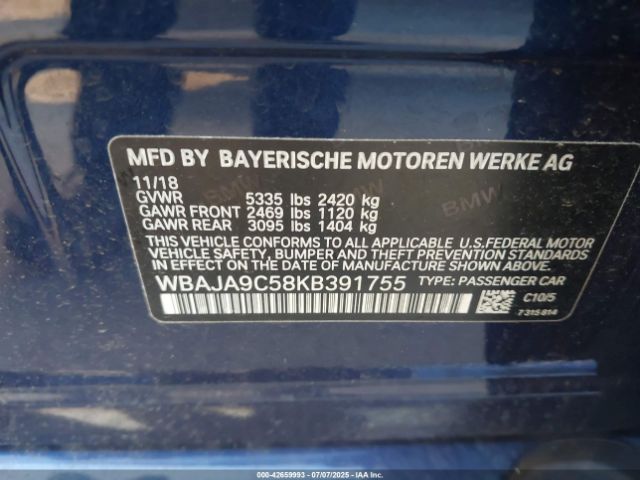 MFD BY BAYERISCHE MOTOREN WERKE AG
11/18
GVWR 5335 lbs 2420 kg
GAWR FRONT 2469 lbs 1120 kg
GAWR REAR 3095 lbs 1404 kg
THIS VEHICLE CONFORMS TO ALL APPLICABLE U.S.FEDERAL MOTOR
VEHICLE SAFETY, BUMPER AND THEFT PREVENTION STANDARDS
IN EFFECT ON THE DATE OF MANUFACTURE SHOWN ABOVE.
WBAJA9C58KB391755 TYPE: PASSENGER CAR
C10/5
7315814
000-42659993 07/07/2025 IAAI.COM